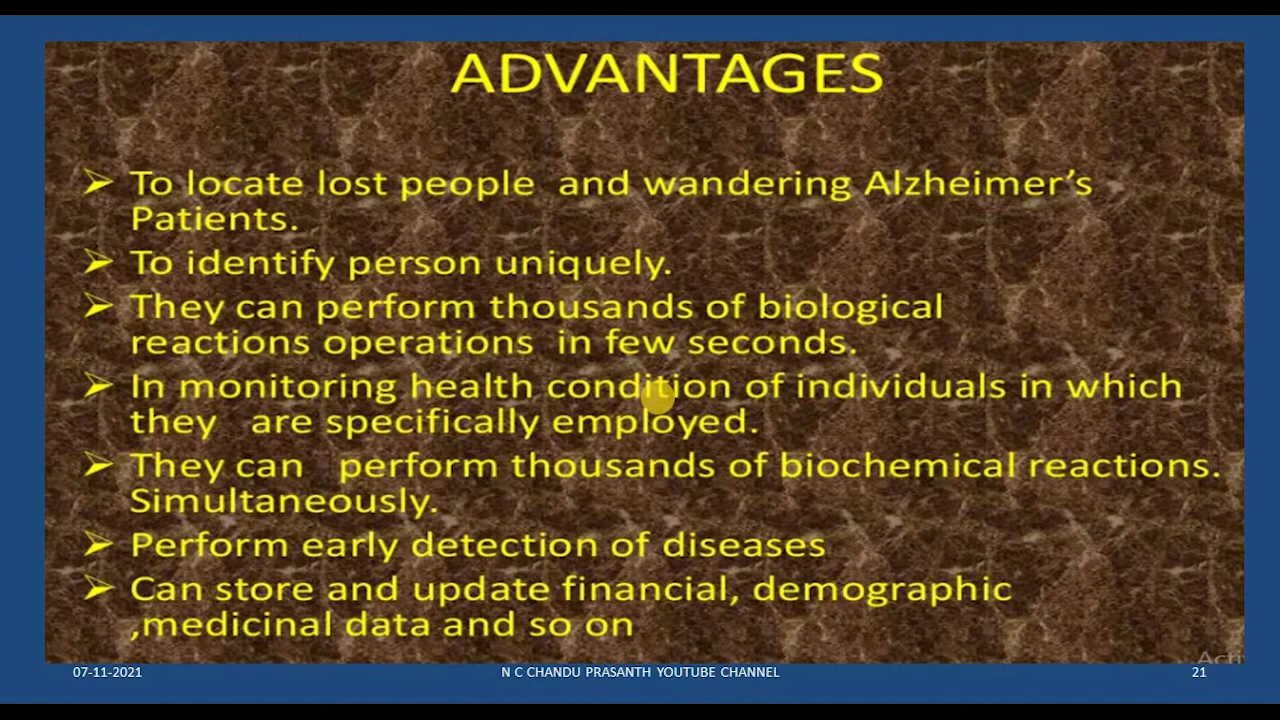 ADVANTAGES
➢ To locate lost people and wandering Alzheimer’s
Patients.
➢ To identify person uniquely.
➢ They can perform thousands of biological
reactions operations in few seconds.
➢ In monitoring health condition of individuals in which
they are specifically employed.
➢ They can perform thousands of biochemical reactions.
Simultaneously.
➢ Perform early detection of diseases
➢ Can store and update financial, demographic
,medicinal data and so on
07-11-2021
N C CHANDU PRASANTH YOUTUBE CHANNEL
21